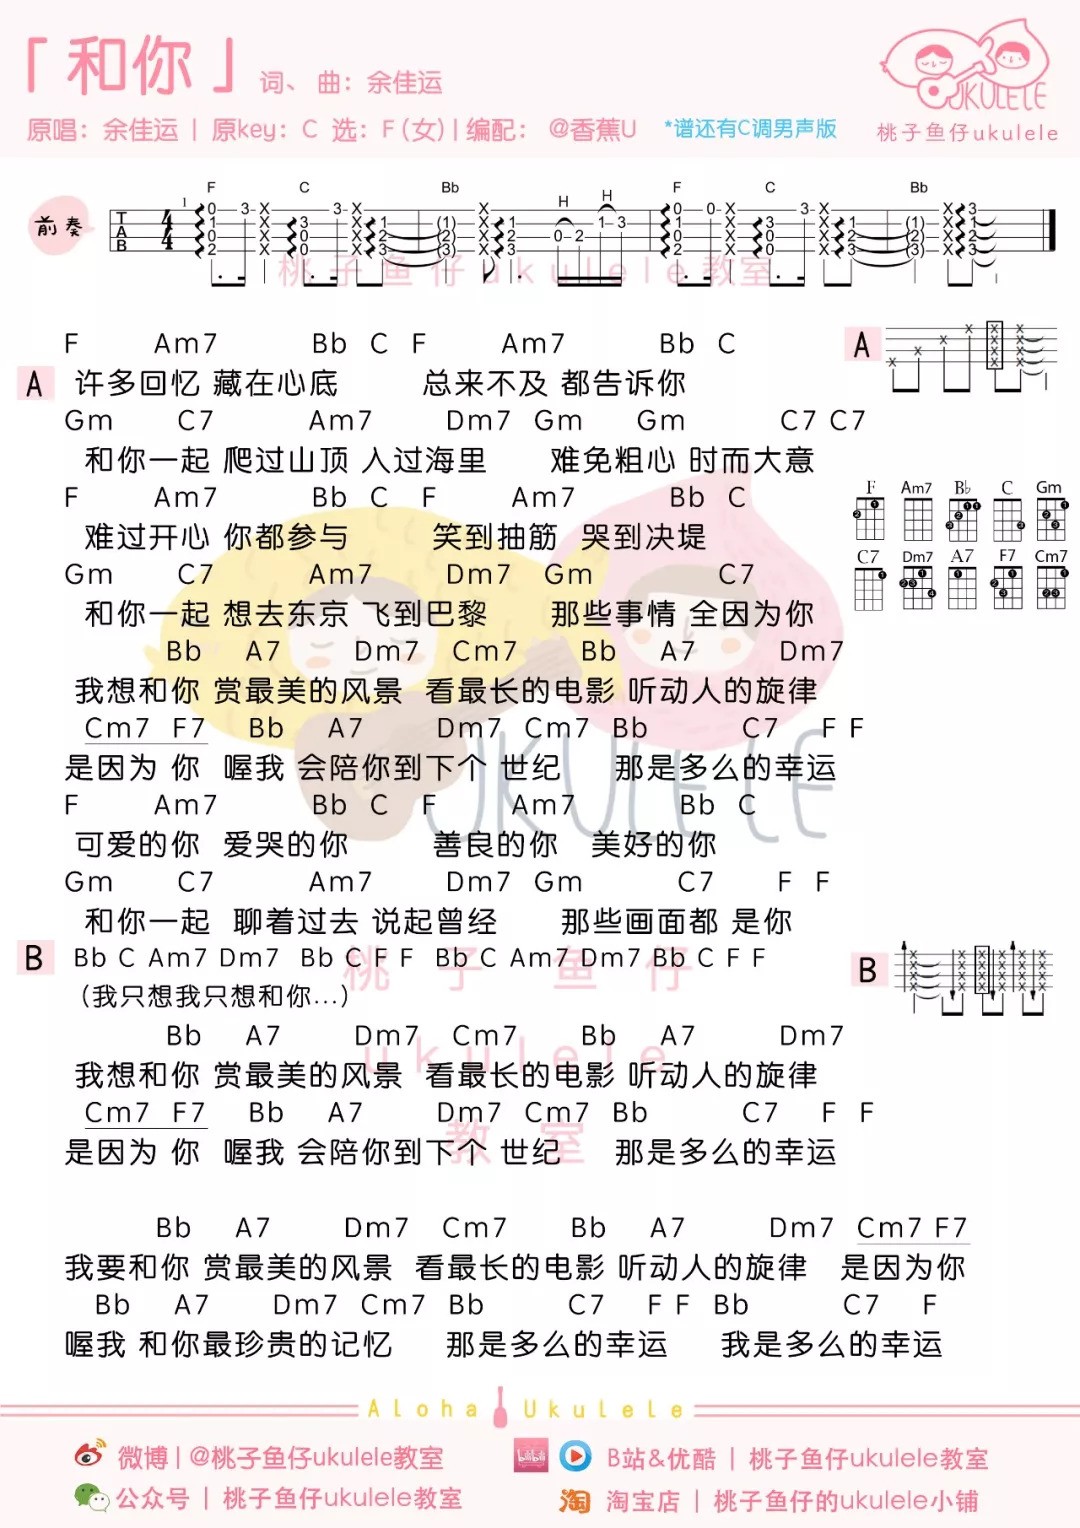 「和你」 词、曲：余佳运
原唱：余佳运 | 原key：C 选：F（女）| 编配：@香蕉U *谱还有C调男声版
UKULELE
桃子鱼仔ukulele
前奏
F C Bb H H F C Bb
桃子鱼仔ukulele教室
F Am7 Bb C F Am7 Bb C
A 许多回忆 藏在心底 总来不及 都告诉你
A
Gm C7 Am7 Dm7 Gm Gm C7 C7
和你一起 爬过山顶 入过海里 难免粗心 时而大意
F Am7 Bb C F Am7 Bb C
难过开心 你都参与 笑到抽筋 哭到决堤
F Am7 B♭ C Gm
C7 Dm7 A7 F7 Cm7
Gm C7 Am7 Dm7 Gm C7
和你一起 想去东京 飞到巴黎 那些事情 全因为你
Bb A7 Dm7 Cm7 Bb A7 Dm7
我想和你 赏最美的风景 看最长的电影 听动人的旋律
Cm7 F7 Bb A7 Dm7 Cm7 Bb C7 F F
是因为 你 喔我 会陪你到下个 世纪 那是多么的幸运
UKULELE
F Am7 Bb C F Am7 Bb C
可爱的你 爱哭的你 善良的你 美好的你
Gm C7 Am7 Dm7 Gm C7 F F
和你一起 聊着过去 说起曾经 那些画面都 是你
B Bb C Am7 Dm7 Bb C F F Bb C Am7 Dm7 Bb C F F
B
桃子鱼仔
（我只想我只想和你...）
Bb A7 Dm7 Cm7 Bb A7 Dm7
ukulele
我想和你 赏最美的风景 看最长的电影 听动人的旋律
Cm7 F7 Bb A7 Dm7 Cm7 Bb C7 F F
教室
是因为 你 喔我 会陪你到下个 世纪 那是多么的幸运
Bb A7 Dm7 Cm7 Bb A7 Dm7 Cm7 F7
我要和你 赏最美的风景 看最长的电影 听动人的旋律 是因为你
Bb A7 Dm7 Cm7 Bb C7 F F Bb C7 F
喔我 和你最珍贵的记忆 那是多么的幸运 我是多么的幸运
Aloha Ukulele
微博 | @桃子鱼仔ukulele教室 B站&优酷 | 桃子鱼仔ukulele教室
公众号 | 桃子鱼仔ukulele教室 淘 淘宝店 | 桃子鱼仔的ukulele小铺